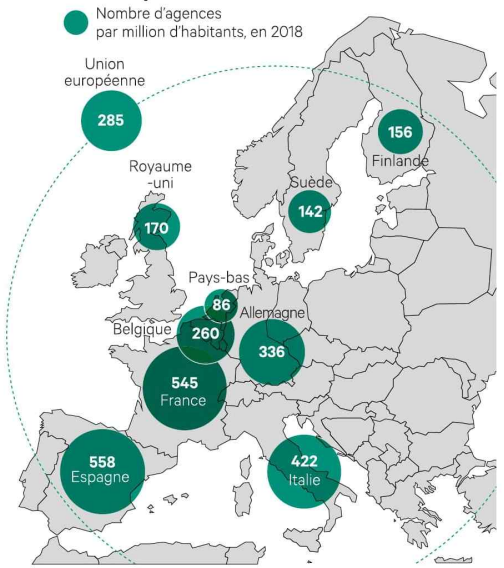 Nombre d'agences
par million d'habitants, en 2018
Union
européenne
285
156
Finlande
Royaume
-uni
170
Suède
142
Pays-bas
86
Allemagne
Belgique
260
336
545
France
558
Espagne
422
Italie